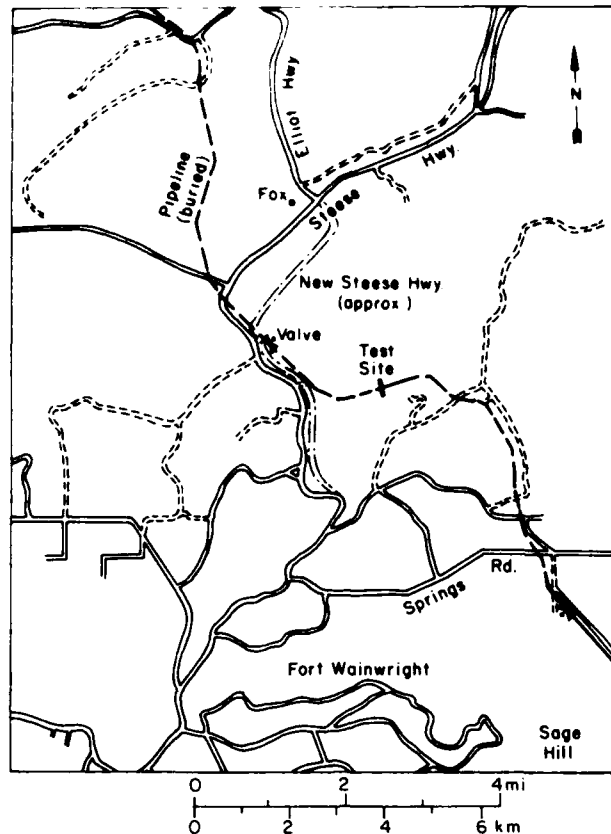 Elliot Hwy
N
Pipeline
(buried)
Fox
Steese Hwy.
New Steese Hwy
(approx.)
Valve
Test
Site
Springs Rd.
Fort Wainwright
Sage
Hill
0 2 4 mi
0 2 4 6 km